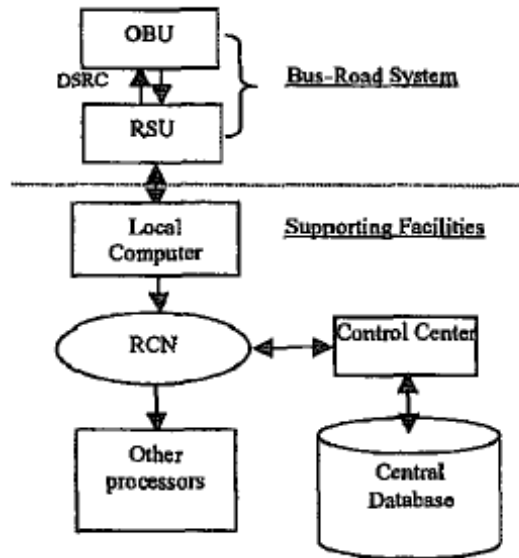 OBU
DSRC
Bus-Road System
RSU
Local
Computer
Supporting Facilities
RCN
Control Center
Other
processors
Central
Database